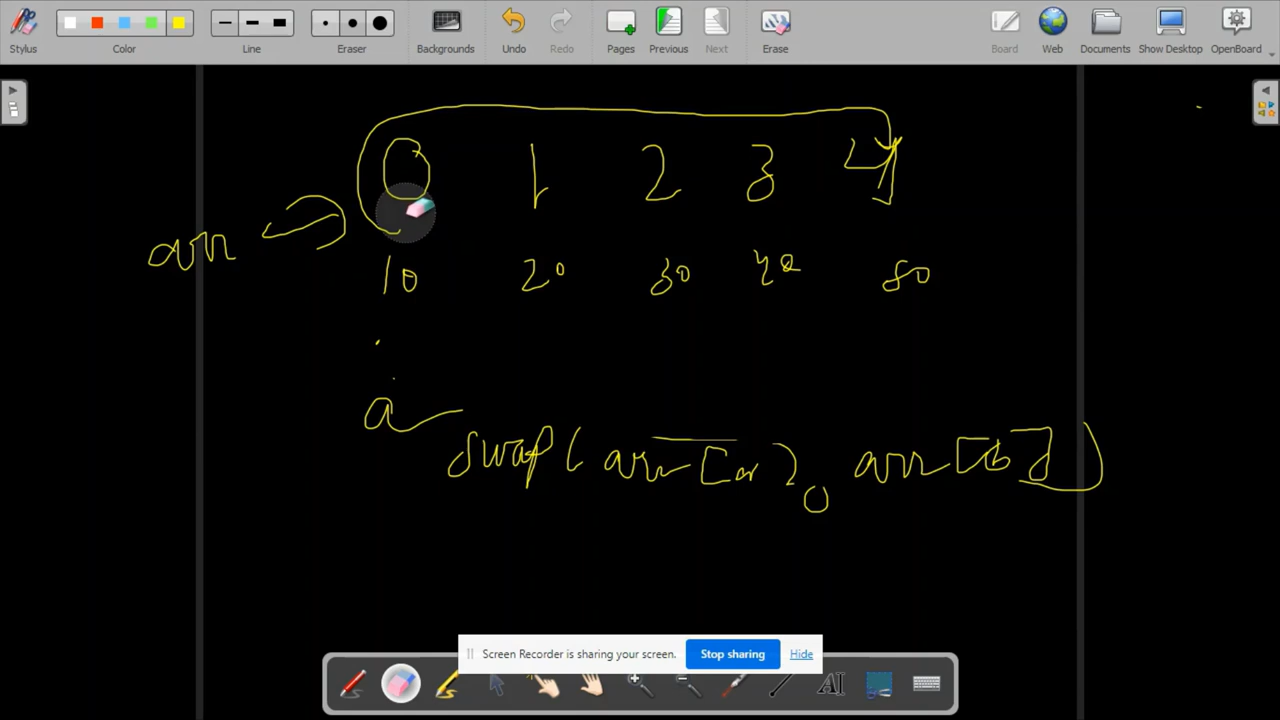 Stylus Color Line Eraser Backgrounds Undo Redo Pages Previous Next Erase Board Web Documents Show Desktop OpenBoard
0 1 2 3 4
arr
10 20 30 40 80
a
swap(arr[a], arr[b])
Screen Recorder is sharing your screen. Stop sharing Hide